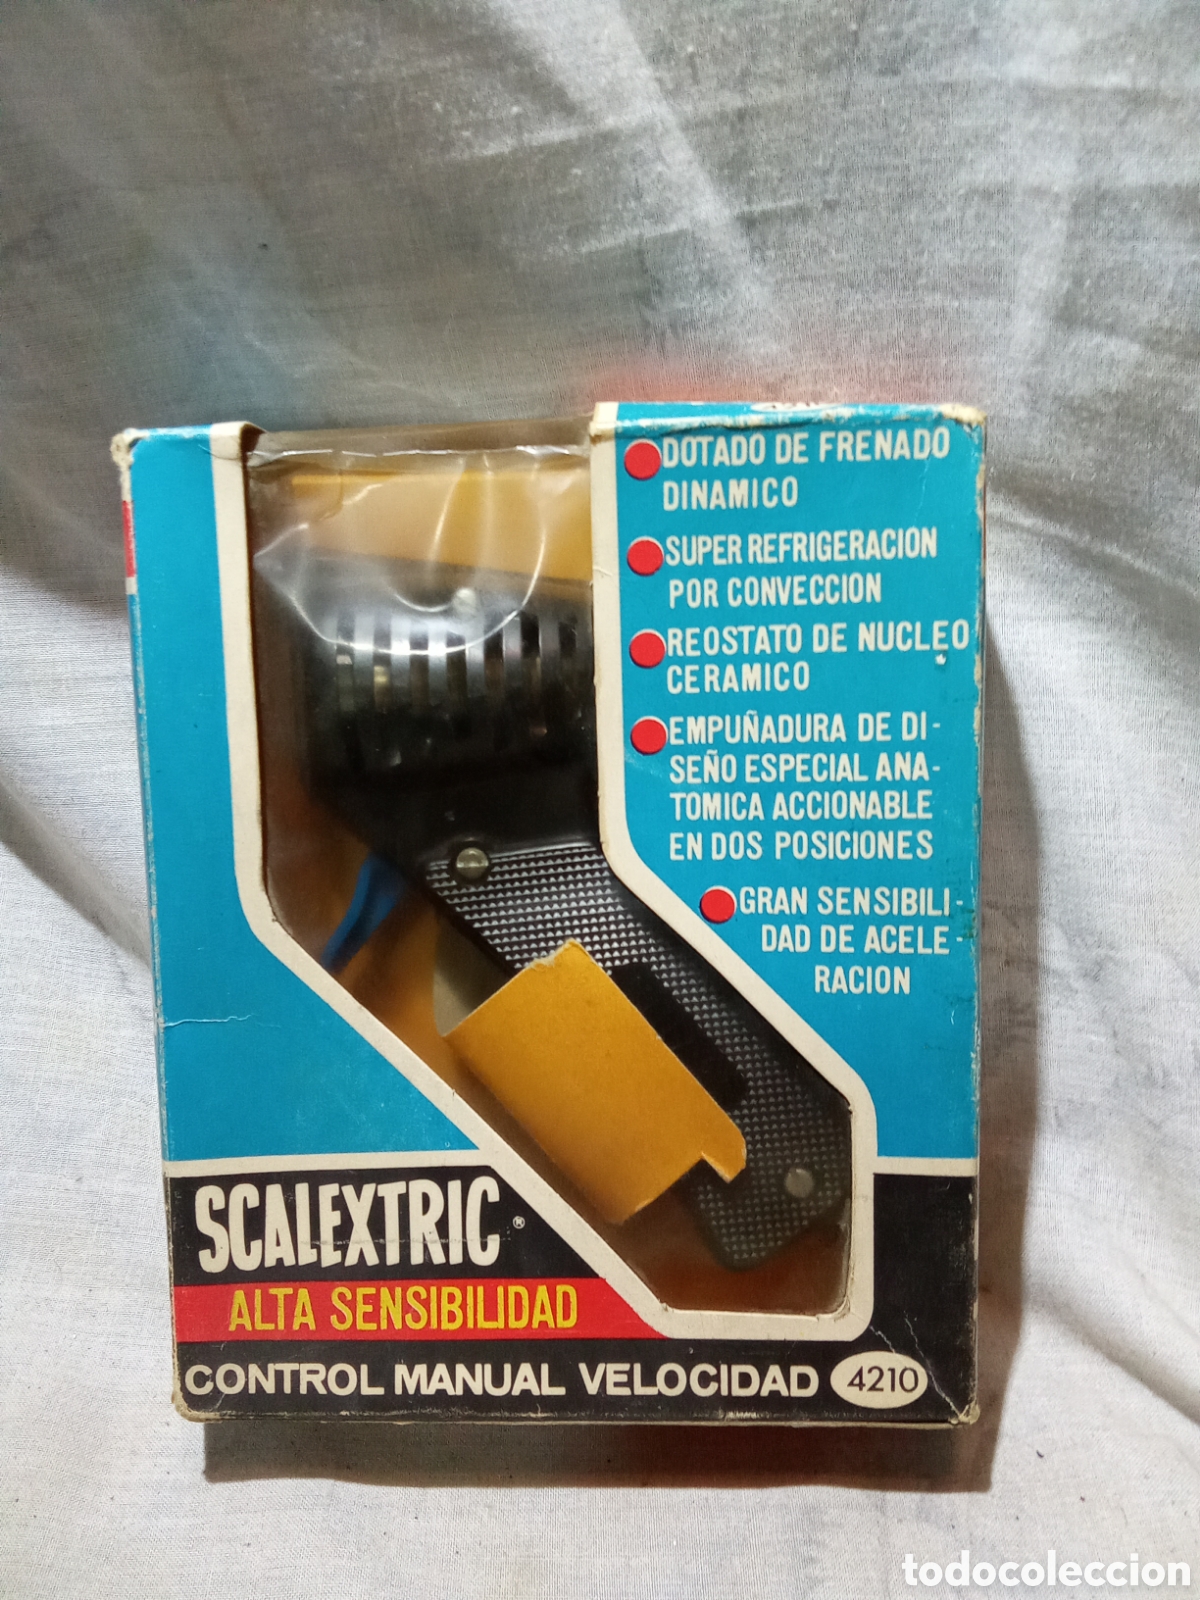 DOTADO DE FRENADO
DINAMICO
SUPER REFRIGERACION
POR CONVECCION
REOSTATO DE NUCLEO
CERAMICO
EMPUÑADURA DE DI-
SEÑO ESPECIAL ANA-
TOMICA ACCIONABLE
EN DOS POSICIONES
GRAN SENSIBILI-
DAD DE ACELE-
RACION
SCALEXTRIC ®
ALTA SENSIBILIDAD
CONTROL MANUAL VELOCIDAD 4210
todocoleccion